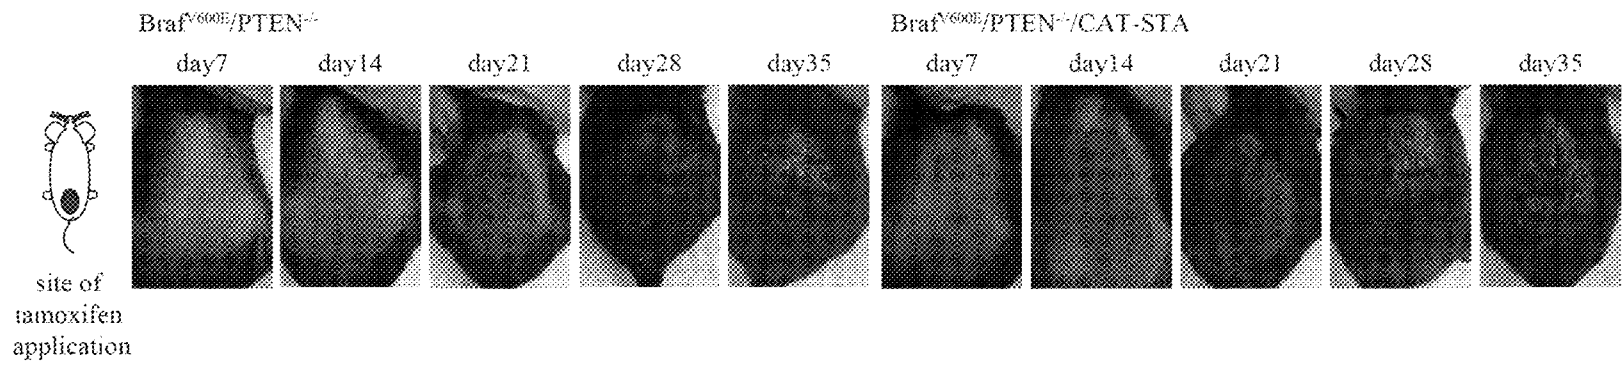 Braf^V600E/PTEN^-/-
Braf^V600E/PTEN^-/-/CAT-STA
day7 day14 day21 day28 day35 day7 day14 day21 day28 day35
site of
tamoxifen
application